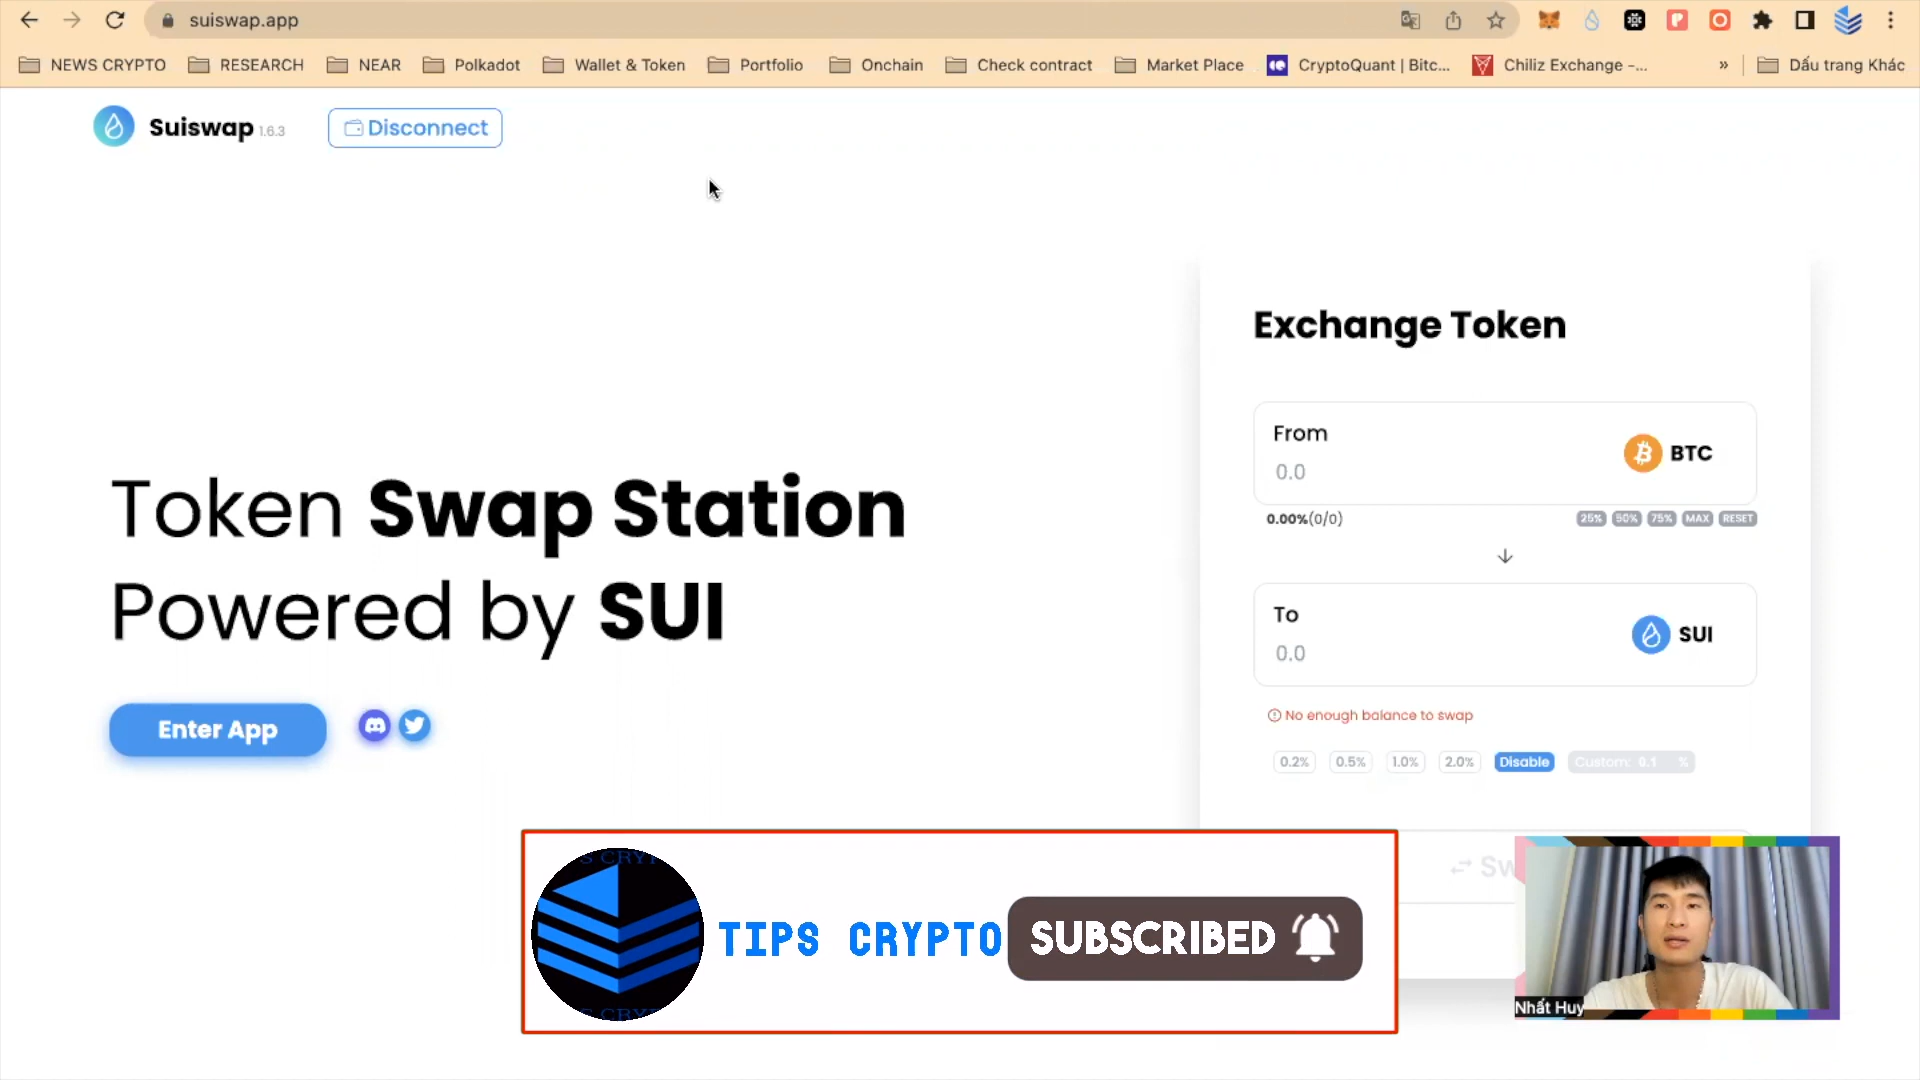 suiswap.app
NEWS CRYPTO
RESEARCH
NEAR
Polkadot
Wallet & Token
Portfolio
Onchain
Check contract
Market Place
CryptoQuant | Bitc...
Chiliz Exchange -...
»
Dấu trang Khác
Suiswap 1.6.3
Disconnect
Token Swap Station
Powered by SUI
Enter App
Exchange Token
From
0.0
BTC
0.00%(0/0)
25% 50% 75% MAX RESET
To
0.0
SUI
No enough balance to swap
0.2% 0.5% 1.0% 2.0% Disable Custom: 0.1 %
TIPS CRYPTO
SUBSCRIBED
Nhất Huy